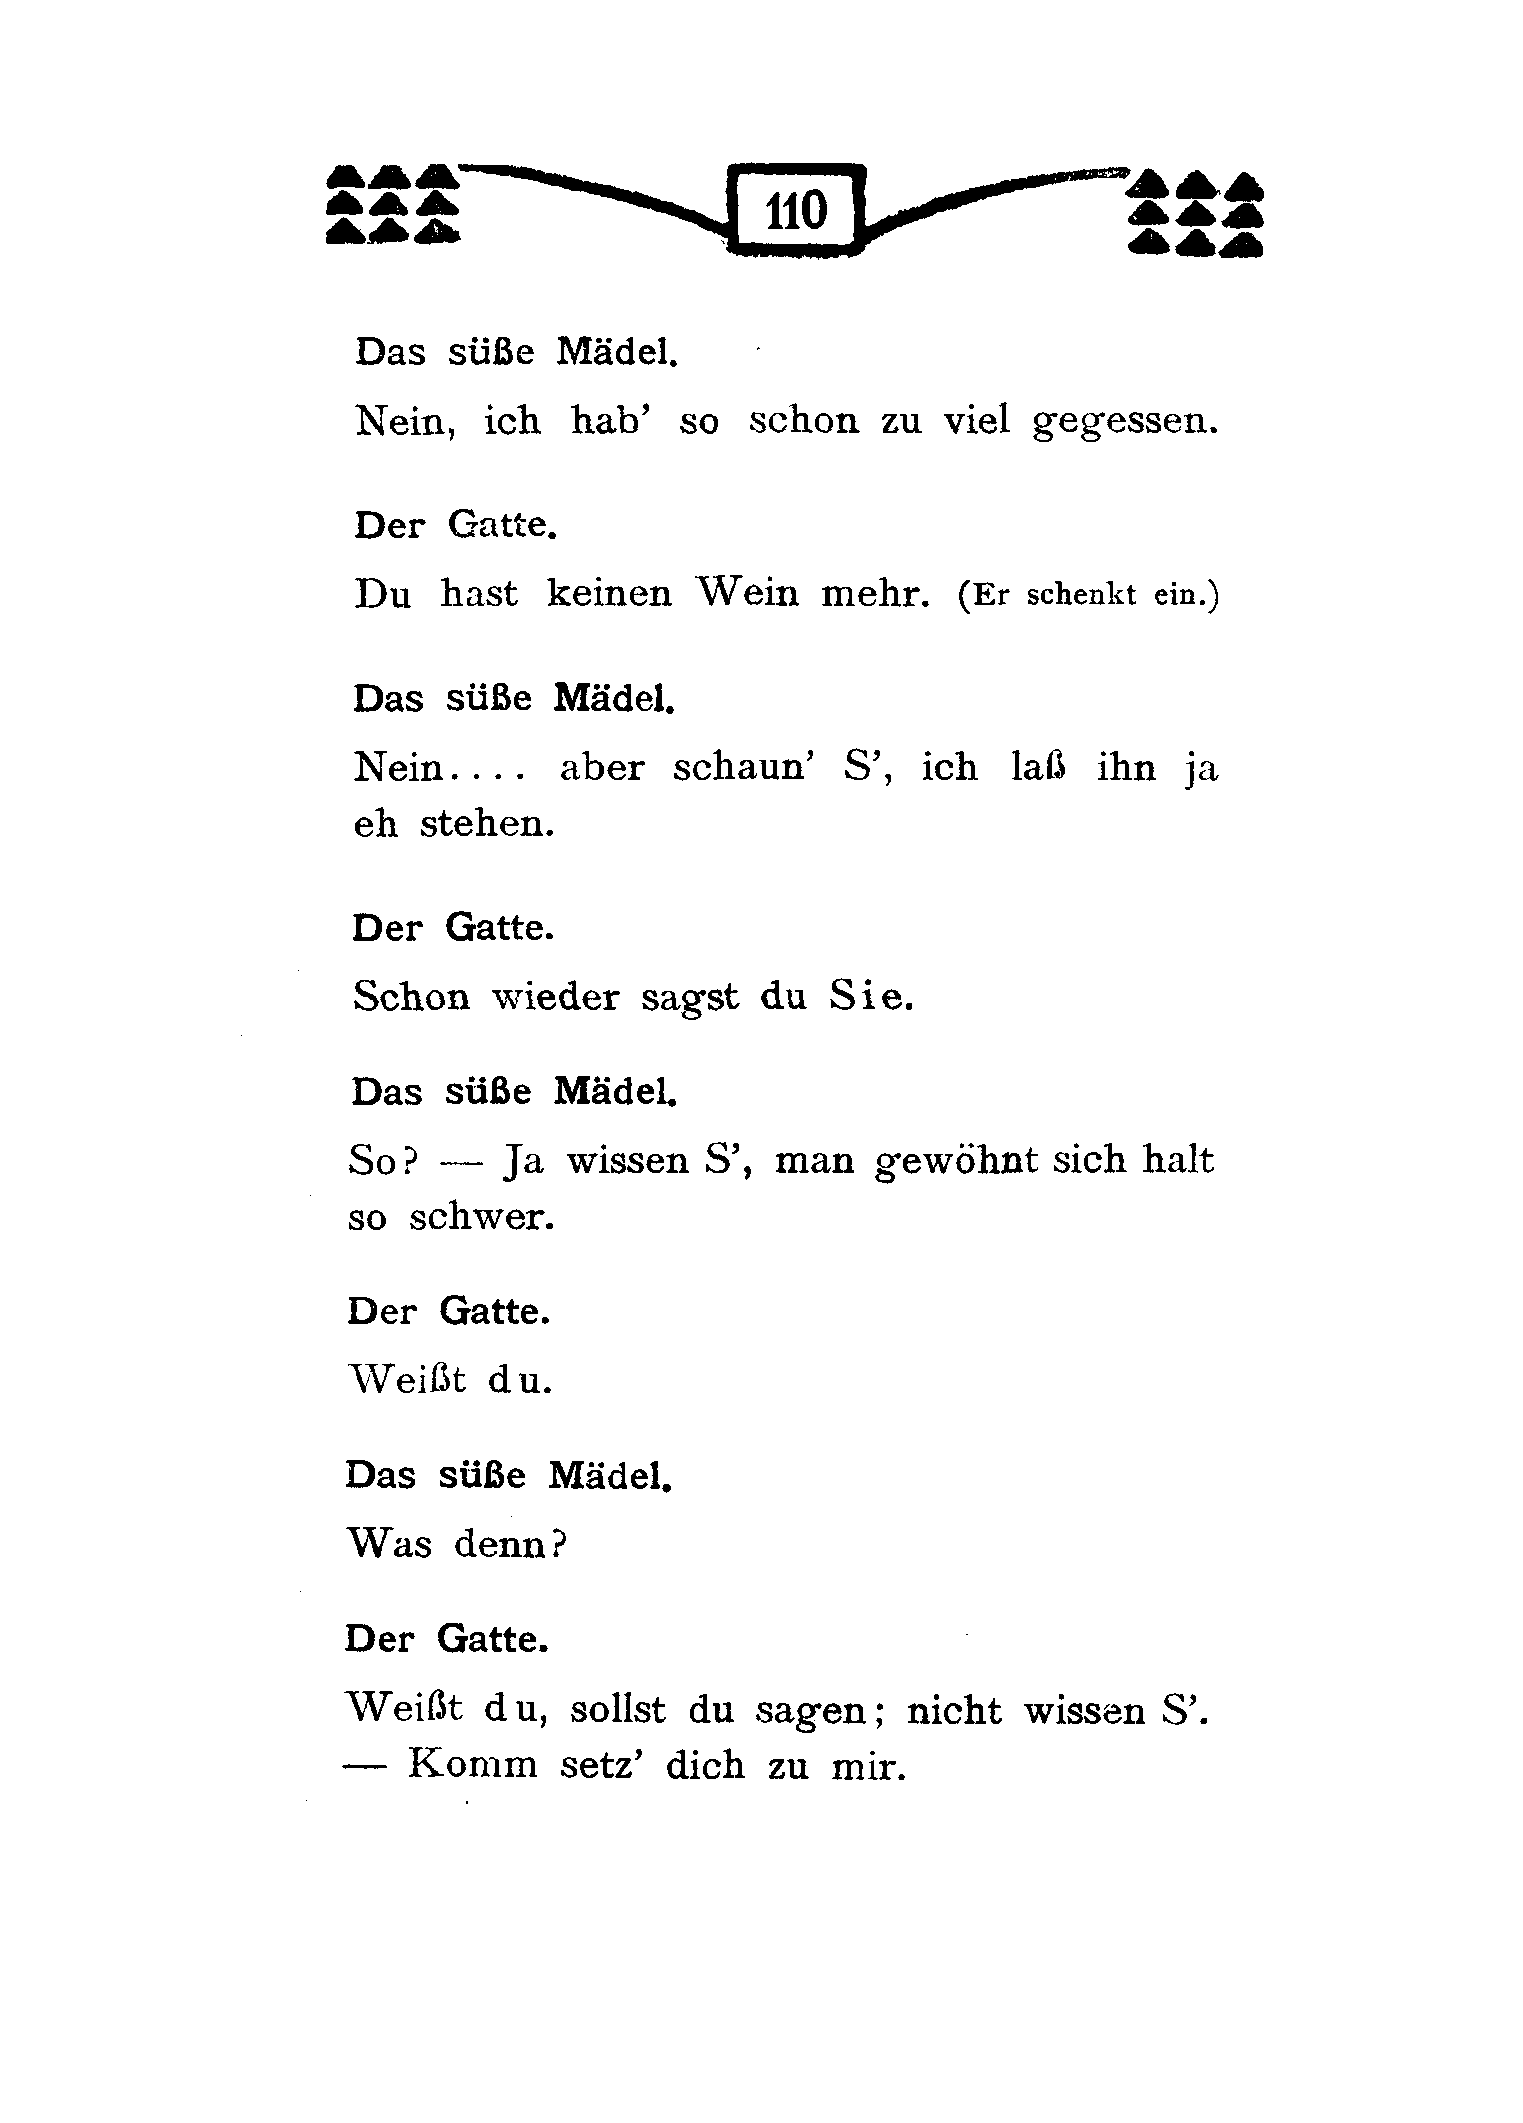 110
Das süße Mädel.
Nein, ich hab’ so schon zu viel gegessen.
Der Gatte.
Du hast keinen Wein mehr. (Er schenkt ein.)
Das süße Mädel.
Nein.... aber schaun’ S’, ich laß ihn ja
eh stehen.
Der Gatte.
Schon wieder sagst du Sie.
Das süße Mädel.
So? — Ja wissen S’, man gewöhnt sich halt
so schwer.
Der Gatte.
Weißt du.
Das süße Mädel.
Was denn?
Der Gatte.
Weißt du, sollst du sagen; nicht wissen S’.
— Komm setz’ dich zu mir.